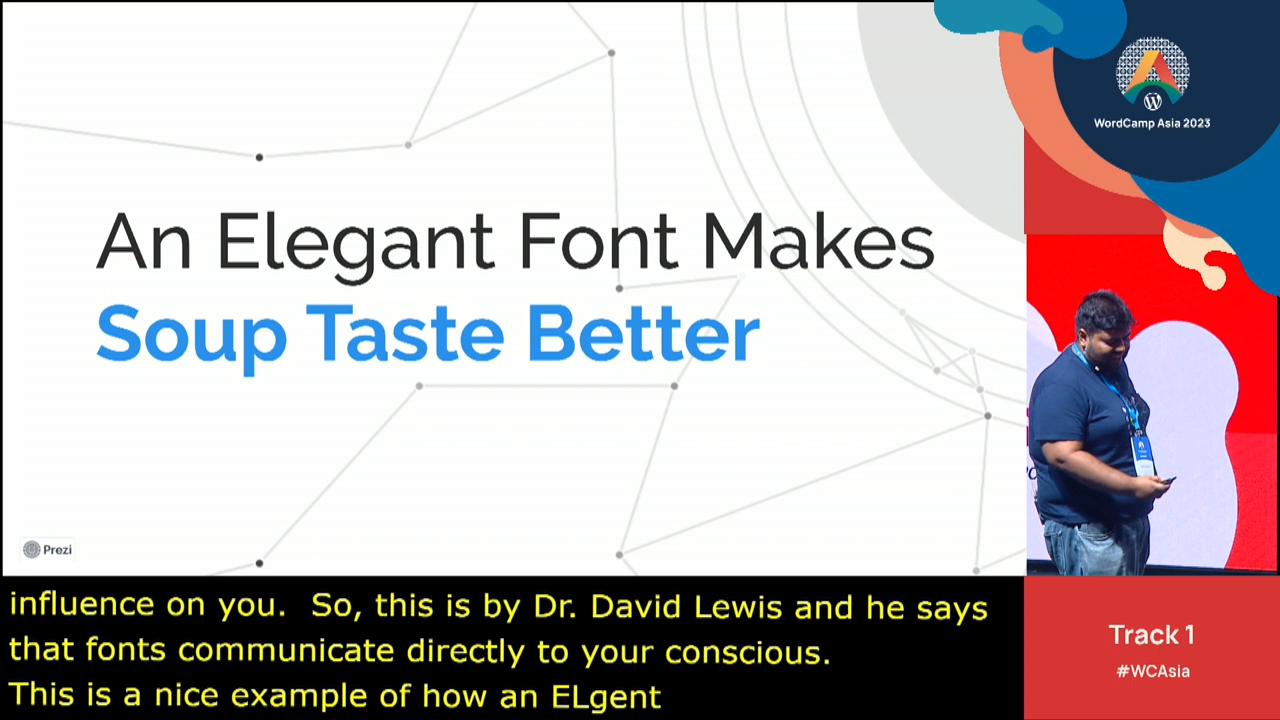 An Elegant Font Makes
Soup Taste Better
Prezi
WordCamp Asia 2023
influence on you.  So, this is by Dr. David Lewis and he says
that fonts communicate directly to your conscious.
This is a nice example of how an ELgent
Track 1
#WCAsia